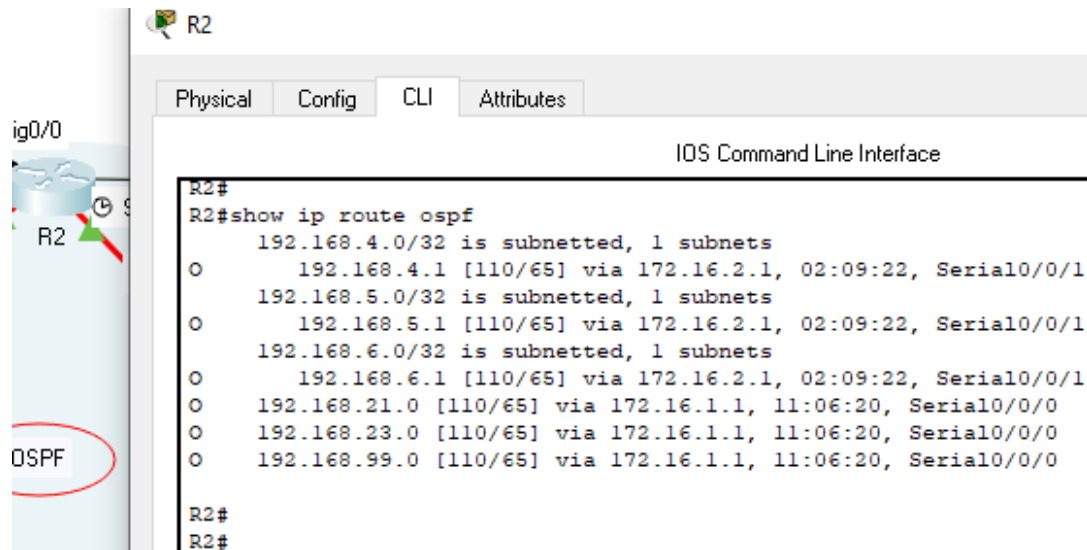 R2
Physical Config CLI Attributes
ig0/0
IOS Command Line Interface
R2#
R2#show ip route ospf
192.168.4.0/32 is subnetted, 1 subnets
O 192.168.4.1 [110/65] via 172.16.2.1, 02:09:22, Serial0/0/1
192.168.5.0/32 is subnetted, 1 subnets
O 192.168.5.1 [110/65] via 172.16.2.1, 02:09:22, Serial0/0/1
192.168.6.0/32 is subnetted, 1 subnets
O 192.168.6.1 [110/65] via 172.16.2.1, 02:09:22, Serial0/0/1
O 192.168.21.0 [110/65] via 172.16.1.1, 11:06:20, Serial0/0/0
O 192.168.23.0 [110/65] via 172.16.1.1, 11:06:20, Serial0/0/0
O 192.168.99.0 [110/65] via 172.16.1.1, 11:06:20, Serial0/0/0
R2#
R2#
R2
OSPF